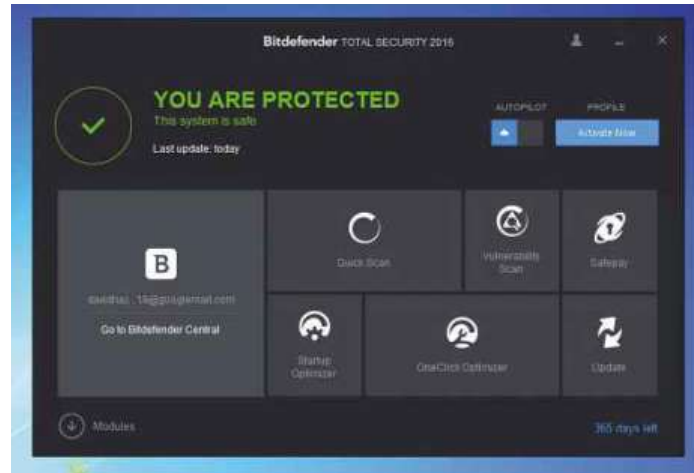 Bitdefender TOTAL SECURITY 2016
YOU ARE PROTECTED
This system is safe
Last update: today
AUTOPILOT
PROFILE
Activate Now
B
Go to Bitdefender Central
Quick Scan
Vulnerability
Scan
Safepay
Startup
Optimizer
OneClick Optimizer
Update
Modules
365 days left